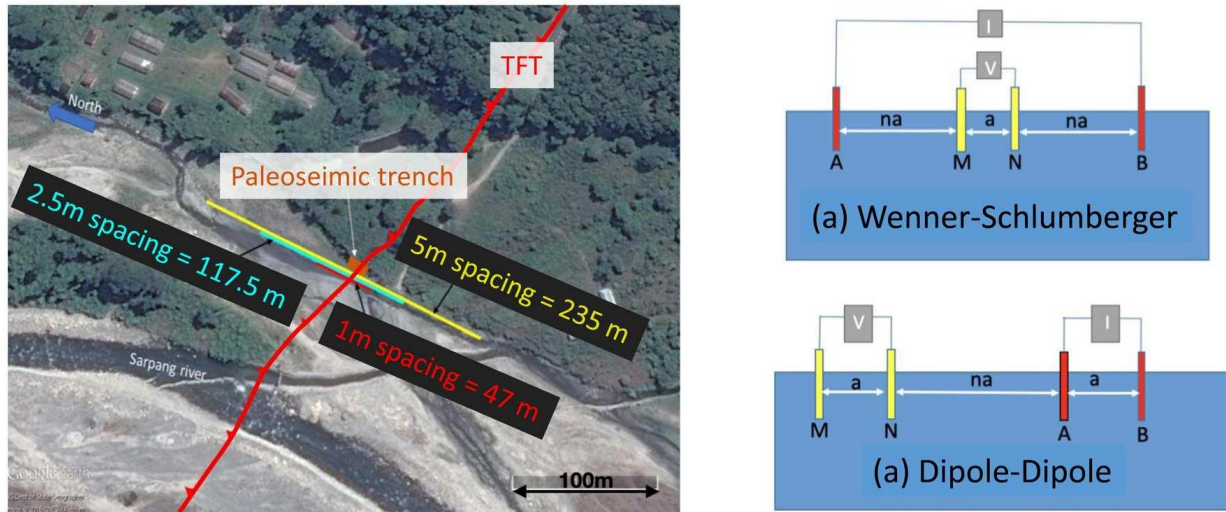 TFT
North
Paleoseimic trench
2.5m spacing = 117.5 m
5m spacing = 235 m
1m spacing = 47 m
Sarpang river
Google earth
100m
I
V
na
a
na
A
M
N
B
(a) Wenner-Schlumberger
V
I
a
na
a
M
N
A
B
(a) Dipole-Dipole